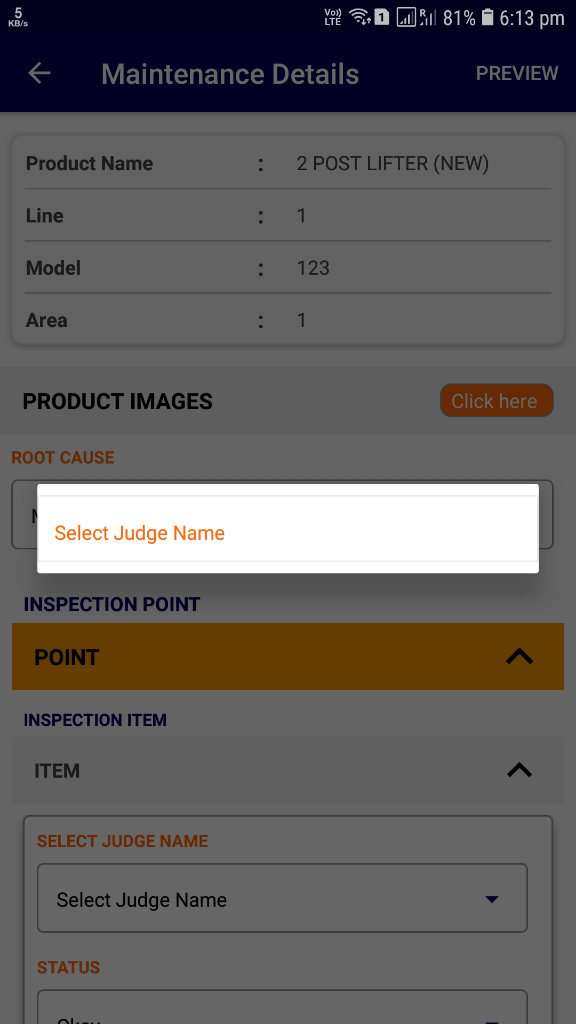 5
KB/s
Vo))
LTE
1
R
81%
6:13 pm
Maintenance Details
PREVIEW
Product Name : 2 POST LIFTER (NEW)
Line : 1
Model : 123
Area : 1
PRODUCT IMAGES
Click here
ROOT CAUSE
Select Judge Name
INSPECTION POINT
POINT
INSPECTION ITEM
ITEM
SELECT JUDGE NAME
Select Judge Name
STATUS
Okay